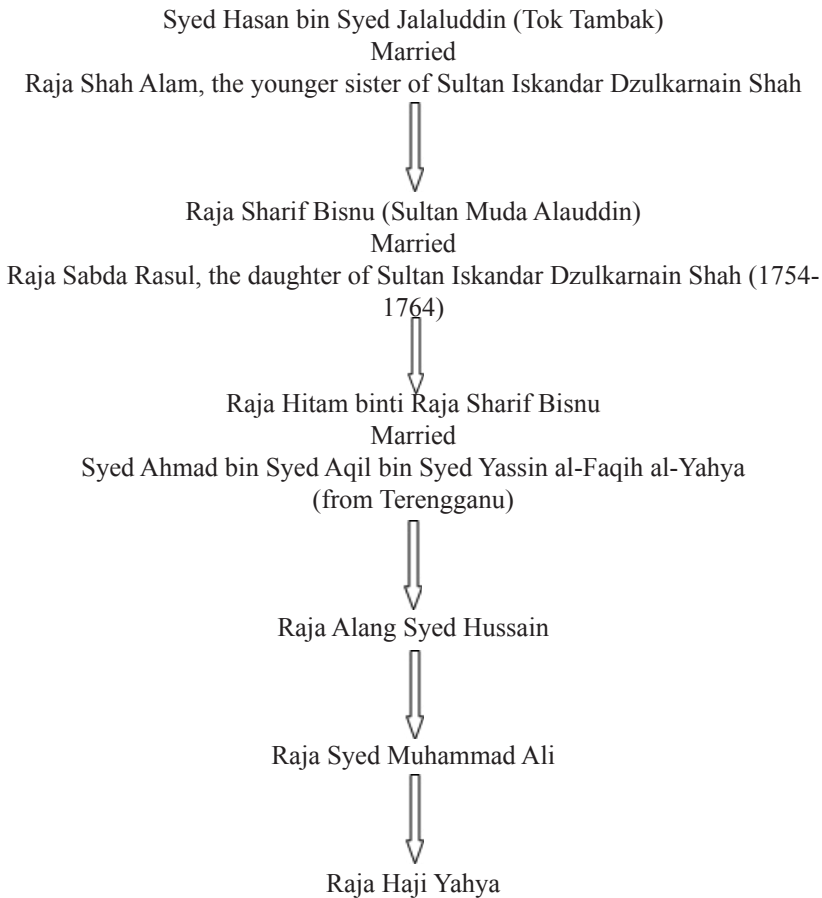 Syed Hasan bin Syed Jalaluddin (Tok Tambak)
Married
Raja Shah Alam, the younger sister of Sultan Iskandar Dzulkarnain Shah
Raja Sharif Bisnu (Sultan Muda Alauddin)
Married
Raja Sabda Rasul, the daughter of Sultan Iskandar Dzulkarnain Shah (1754-
1764)
Raja Hitam binti Raja Sharif Bisnu
Married
Syed Ahmad bin Syed Aqil bin Syed Yassin al-Faqih al-Yahya
(from Terengganu)
Raja Alang Syed Hussain
Raja Syed Muhammad Ali
Raja Haji Yahya